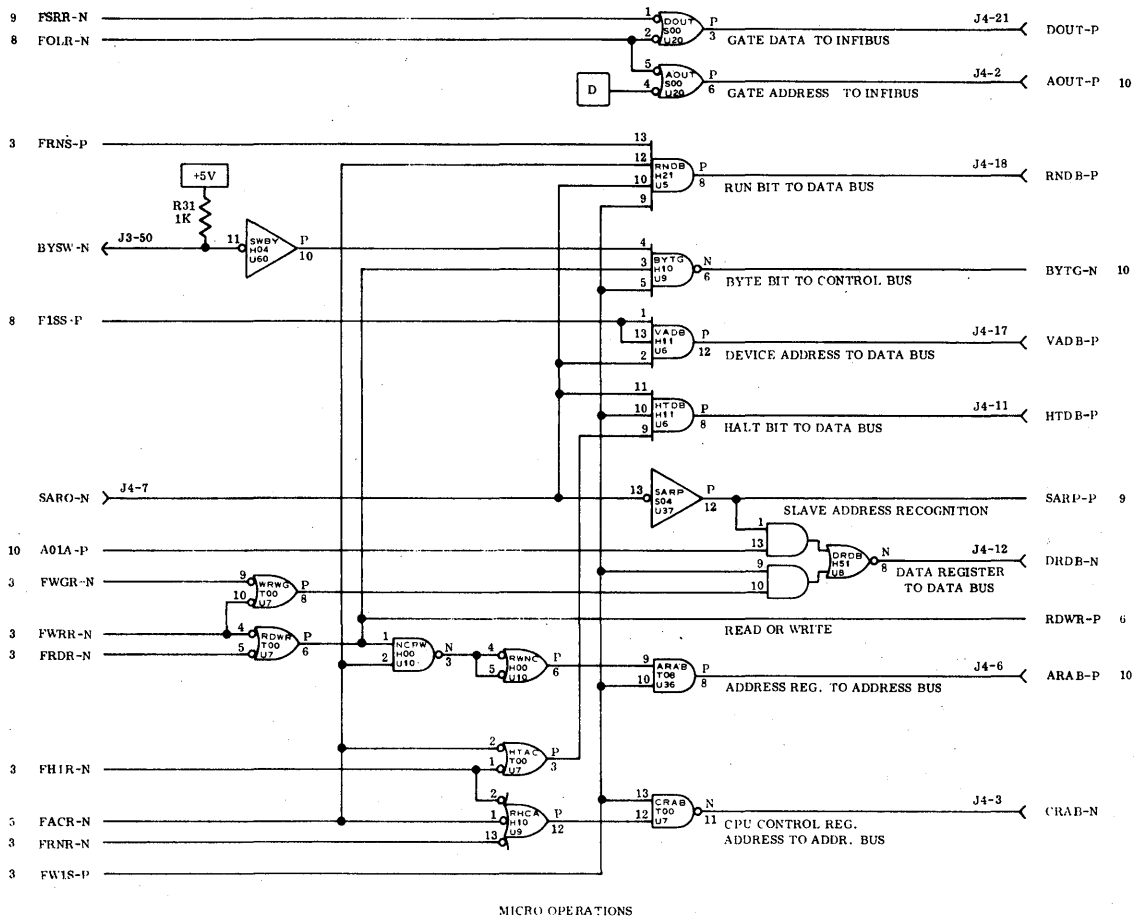 9 FSRR-N 1 DOUT S00 U20 P 3 J4-21 DOUT-P
8 FOLR-N 2 GATE DATA TO INFIBUS
5 AOUT S00 U20 P 6 J4-2 AOUT-P 10
D 4 GATE ADDRESS TO INFIBUS
3 FRNS-P 13
12 RNDB H21 U5 P 8 J4-18 RNDB-P
10 RUN BIT TO DATA BUS
9
+5V
R31
1K
BYSW-N J3-50 11 SWBY H04 U60 P 10
4 BYTG H10 U9 N 6 BYTG-N 10
3 BYTE BIT TO CONTROL BUS
5
8 F1SS-P 1
13 VADB H11 U6 P 12 J4-17 VADB-P
2 DEVICE ADDRESS TO DATA BUS
11
10 HTDB H11 U6 P 8 J4-11 HTDB-P
9 HALT BIT TO DATA BUS
SARO-N J4-7 13 SARP S04 U37 P 12 SARP-P 9
SLAVE ADDRESS RECOGNITION
10 A01A-P 1
13 DRDB H51 U8 N 8 J4-12 DRDB-N
3 FWGR-N 9 WRWG T00 U7 P 8
10
9
10 DATA REGISTER
TO DATA BUS
3 FWRR-N 4 RDWR T00 U7 P 6 RDWR-P 6
READ OR WRITE
3 FRDR-N 5
1 H00 U10 N 3
2
4 RWNC H00 U10 P 6
5
9 ARAB T08 U36 P 8 J4-6 ARAB-P 10
10 ADDRESS REG. TO ADDRESS BUS
2 HTAC T00 U7 P 3
3 FH1R-N 1
2 RHCA H10 U9 P 12
FACR-N 1
3 FRNR-N 13
13 CRAB T00 U7 N 11 J4-3 CRAB-N
12 CPU CONTROL REG.
ADDRESS TO ADDR. BUS
3 FW1S-P
MICRO OPERATIONS